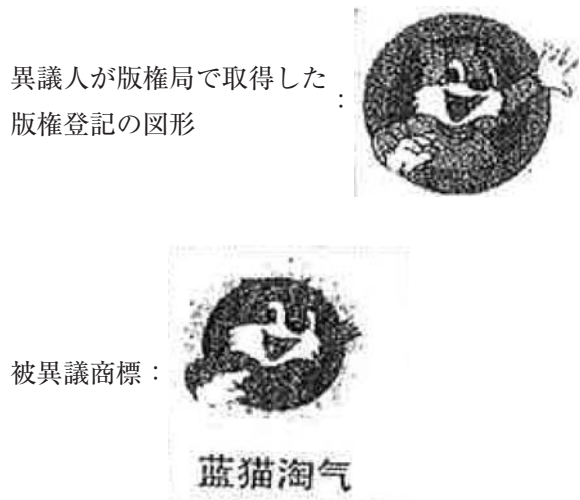 異議人が版権局で取得した
版権登記の図形
:
被異議商標：
蓝猫淘气